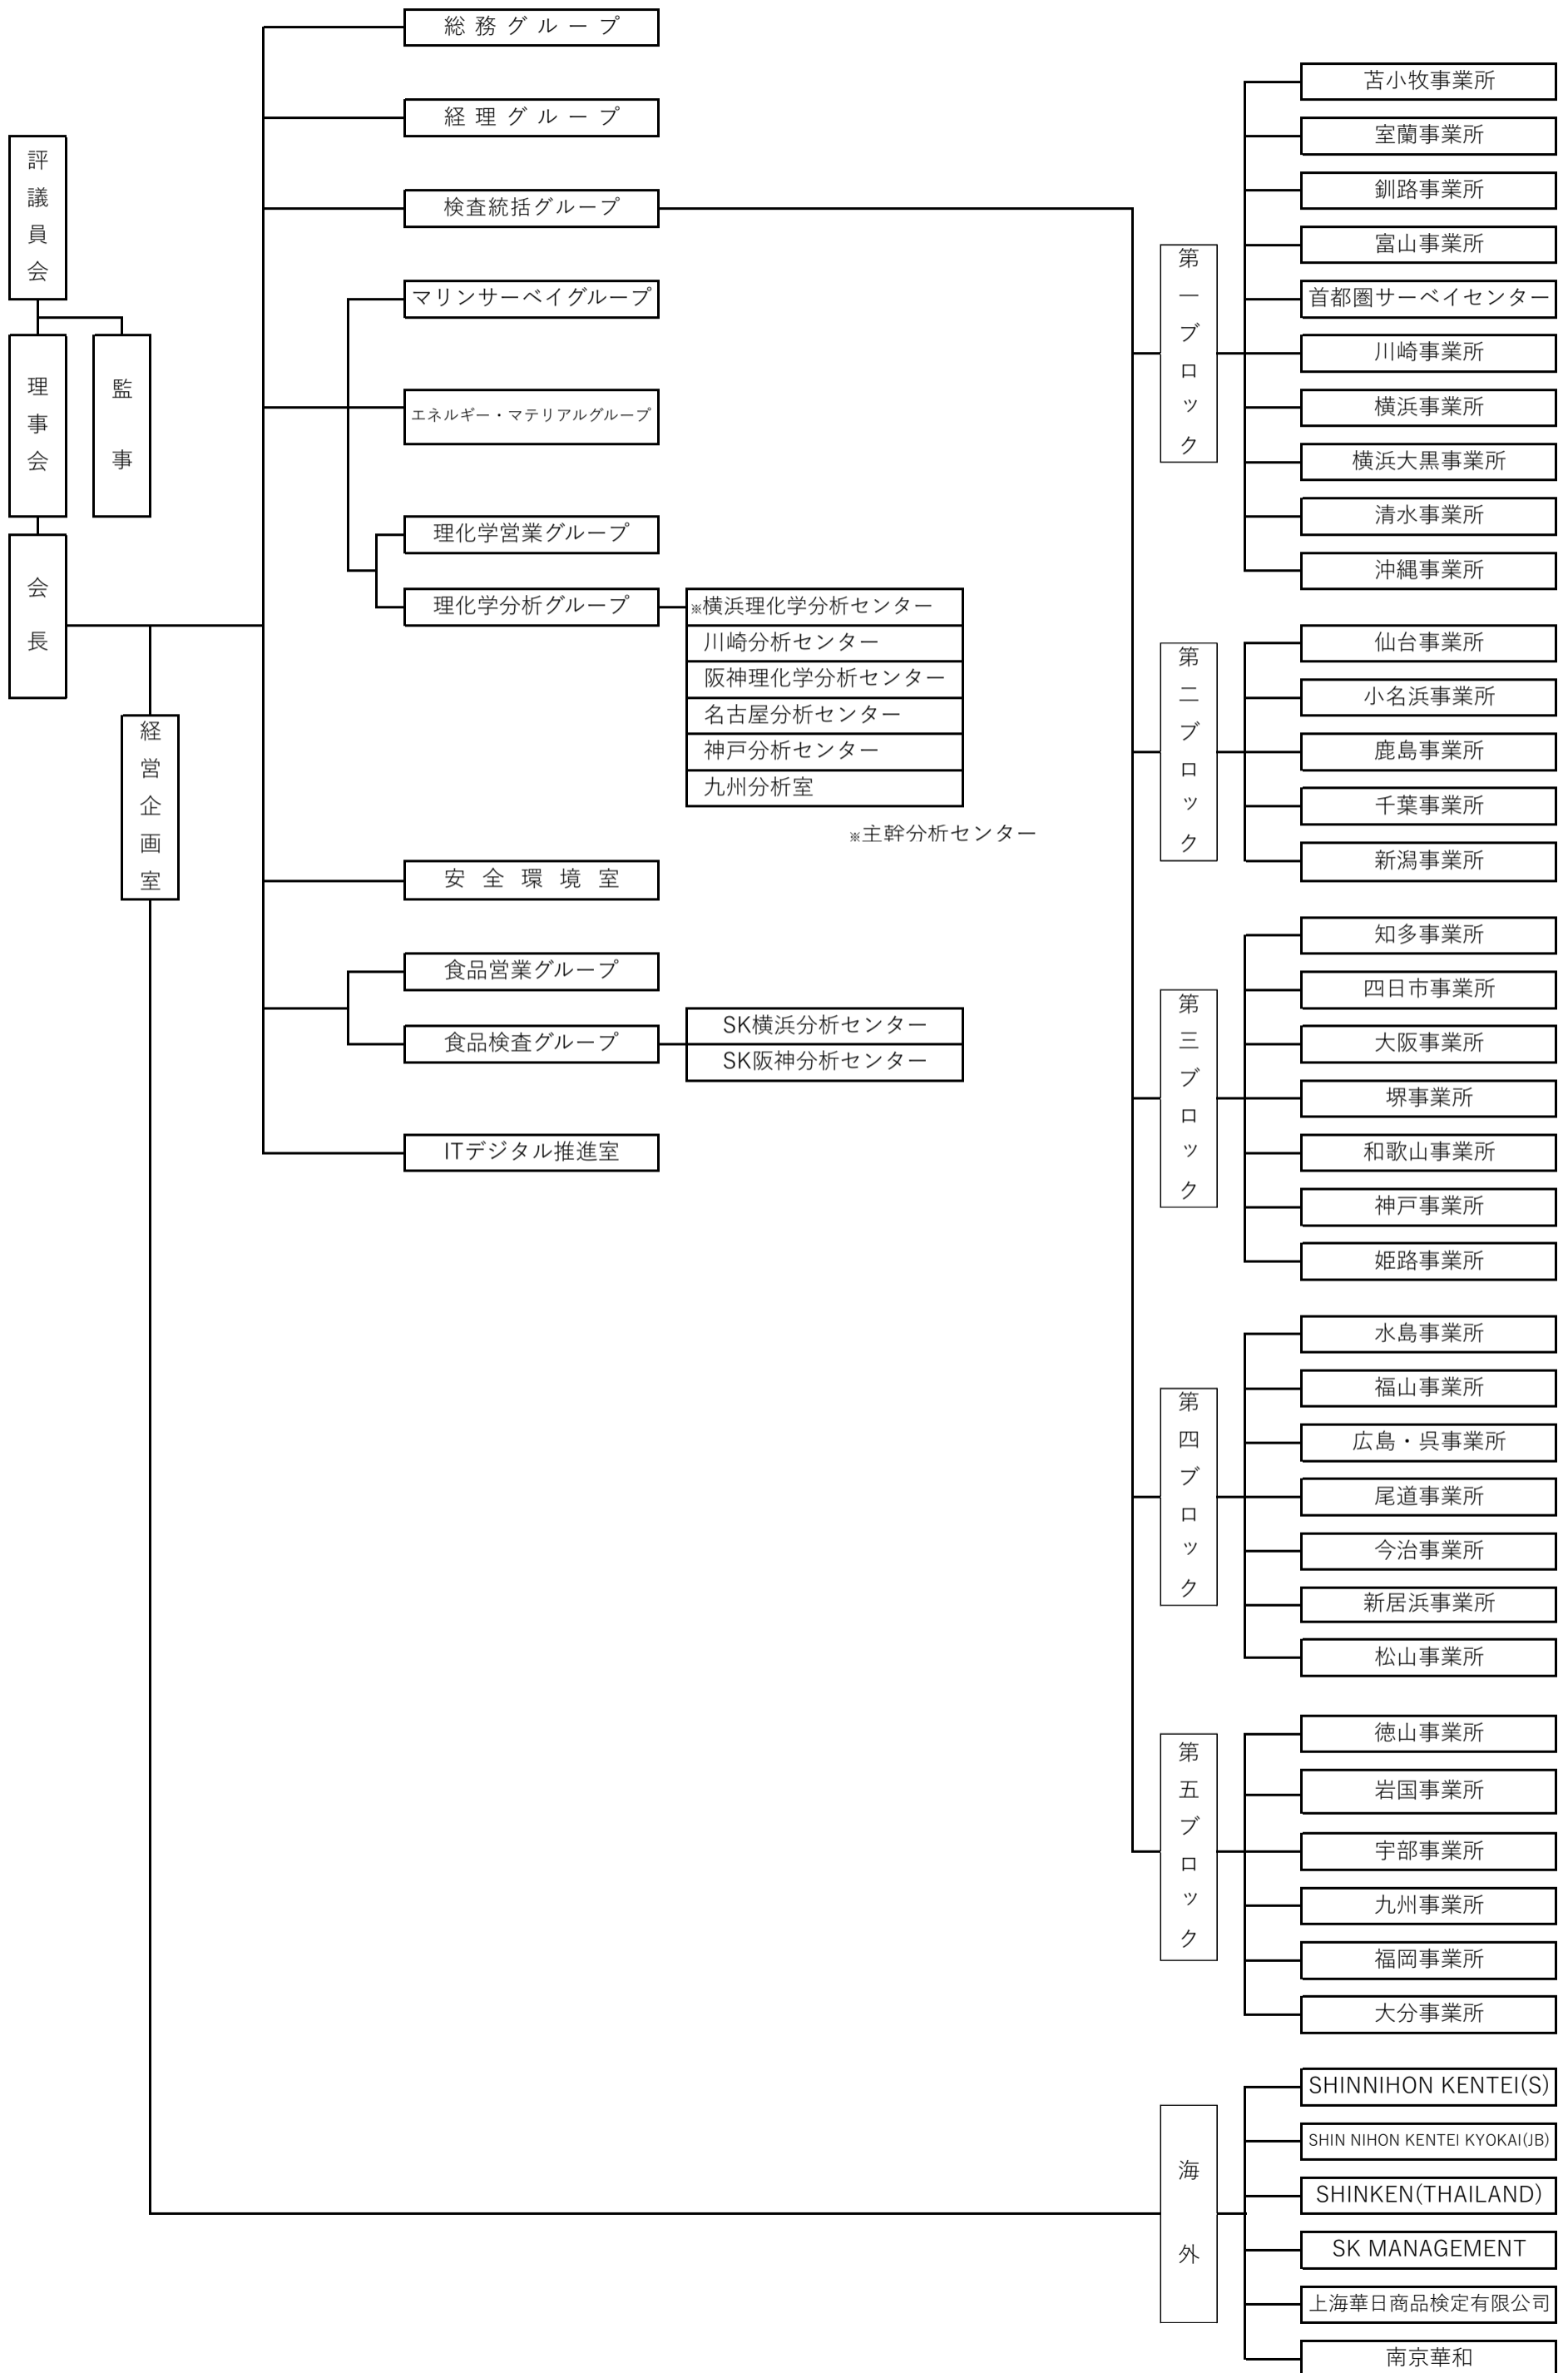 評議員会
理事会
監事
会長
経営企画室
総務グループ
経理グループ
検査統括グループ
マリンサーベイグループ
エネルギー・マテリアルグループ
理化学営業グループ
理化学分析グループ
※横浜理化学分析センター
川崎分析センター
阪神理化学分析センター
名古屋分析センター
神戸分析センター
九州分析室
※主幹分析センター
安全環境室
食品営業グループ
食品検査グループ
SK横浜分析センター
SK阪神分析センター
ITデジタル推進室
第一ブロック
苫小牧事業所
室蘭事業所
釧路事業所
富山事業所
首都圏サーベイセンター
川崎事業所
横浜事業所
横浜大黒事業所
清水事業所
沖縄事業所
第二ブロック
仙台事業所
小名浜事業所
鹿島事業所
千葉事業所
新潟事業所
第三ブロック
知多事業所
四日市事業所
大阪事業所
堺事業所
和歌山事業所
神戸事業所
姫路事業所
第四ブロック
水島事業所
福山事業所
広島・呉事業所
尾道事業所
今治事業所
新居浜事業所
松山事業所
第五ブロック
徳山事業所
岩国事業所
宇部事業所
九州事業所
福岡事業所
大分事業所
海外
SHINNIHON KENTEI(S)
SHIN NIHON KENTEI KYOKAI(JB)
SHINKEN(THAILAND)
SK MANAGEMENT
上海華日商品検定有限公司
南京華和